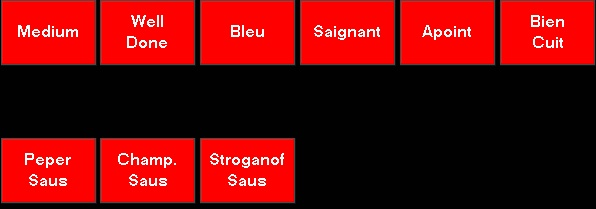 Medium
Well
Done
Bleu
Saignant
Apoint
Bien
Cuit
Peper
Saus
Champ.
Saus
Stroganof
Saus